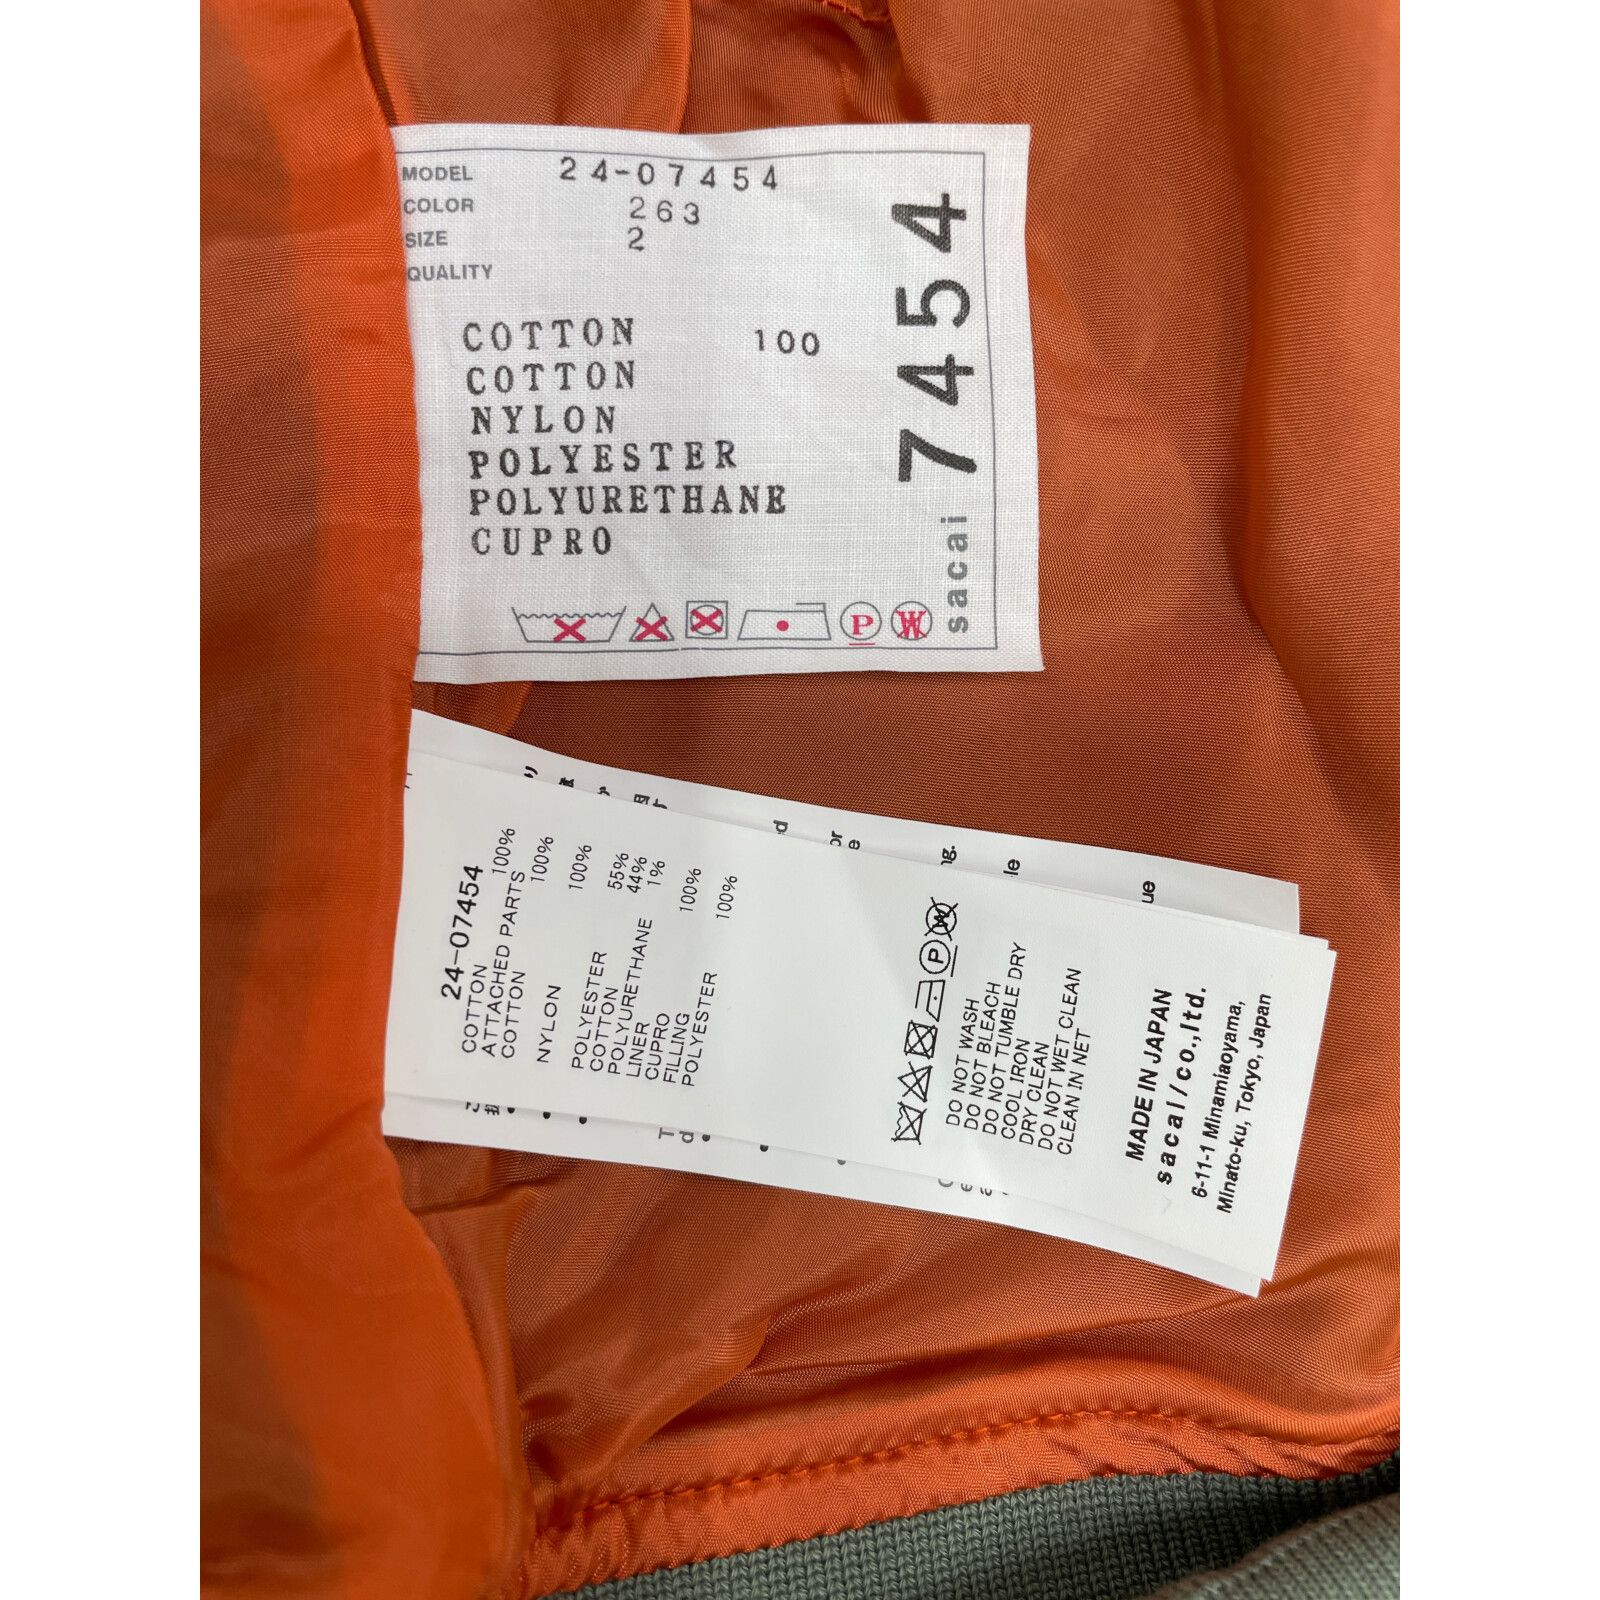 MODEL 24-07454
COLOR 263
SIZE 2
QUALITY
COTTON 100
COTTON
NYLON
POLYESTER
POLYURETHANE
CUPRO
P W
sacai 7454
24-07454
COTTON 100%
ATTACHED PARTS
COTTON 100%
NYLON 100%
POLYESTER 55%
COTTON 44%
POLYURETHANE 1%
LINER
CUPRO 100%
FILLING
POLYESTER 100%
P W
DO NOT WASH
DO NOT BLEACH
DO NOT TUMBLE DRY
COOL IRON
DRY CLEAN
DO NOT WET CLEAN
CLEAN IN NET
MADE IN JAPAN
sacai/co.,ltd.
6-11-1 Minamiaoyama,
Minato-ku, Tokyo, Japan